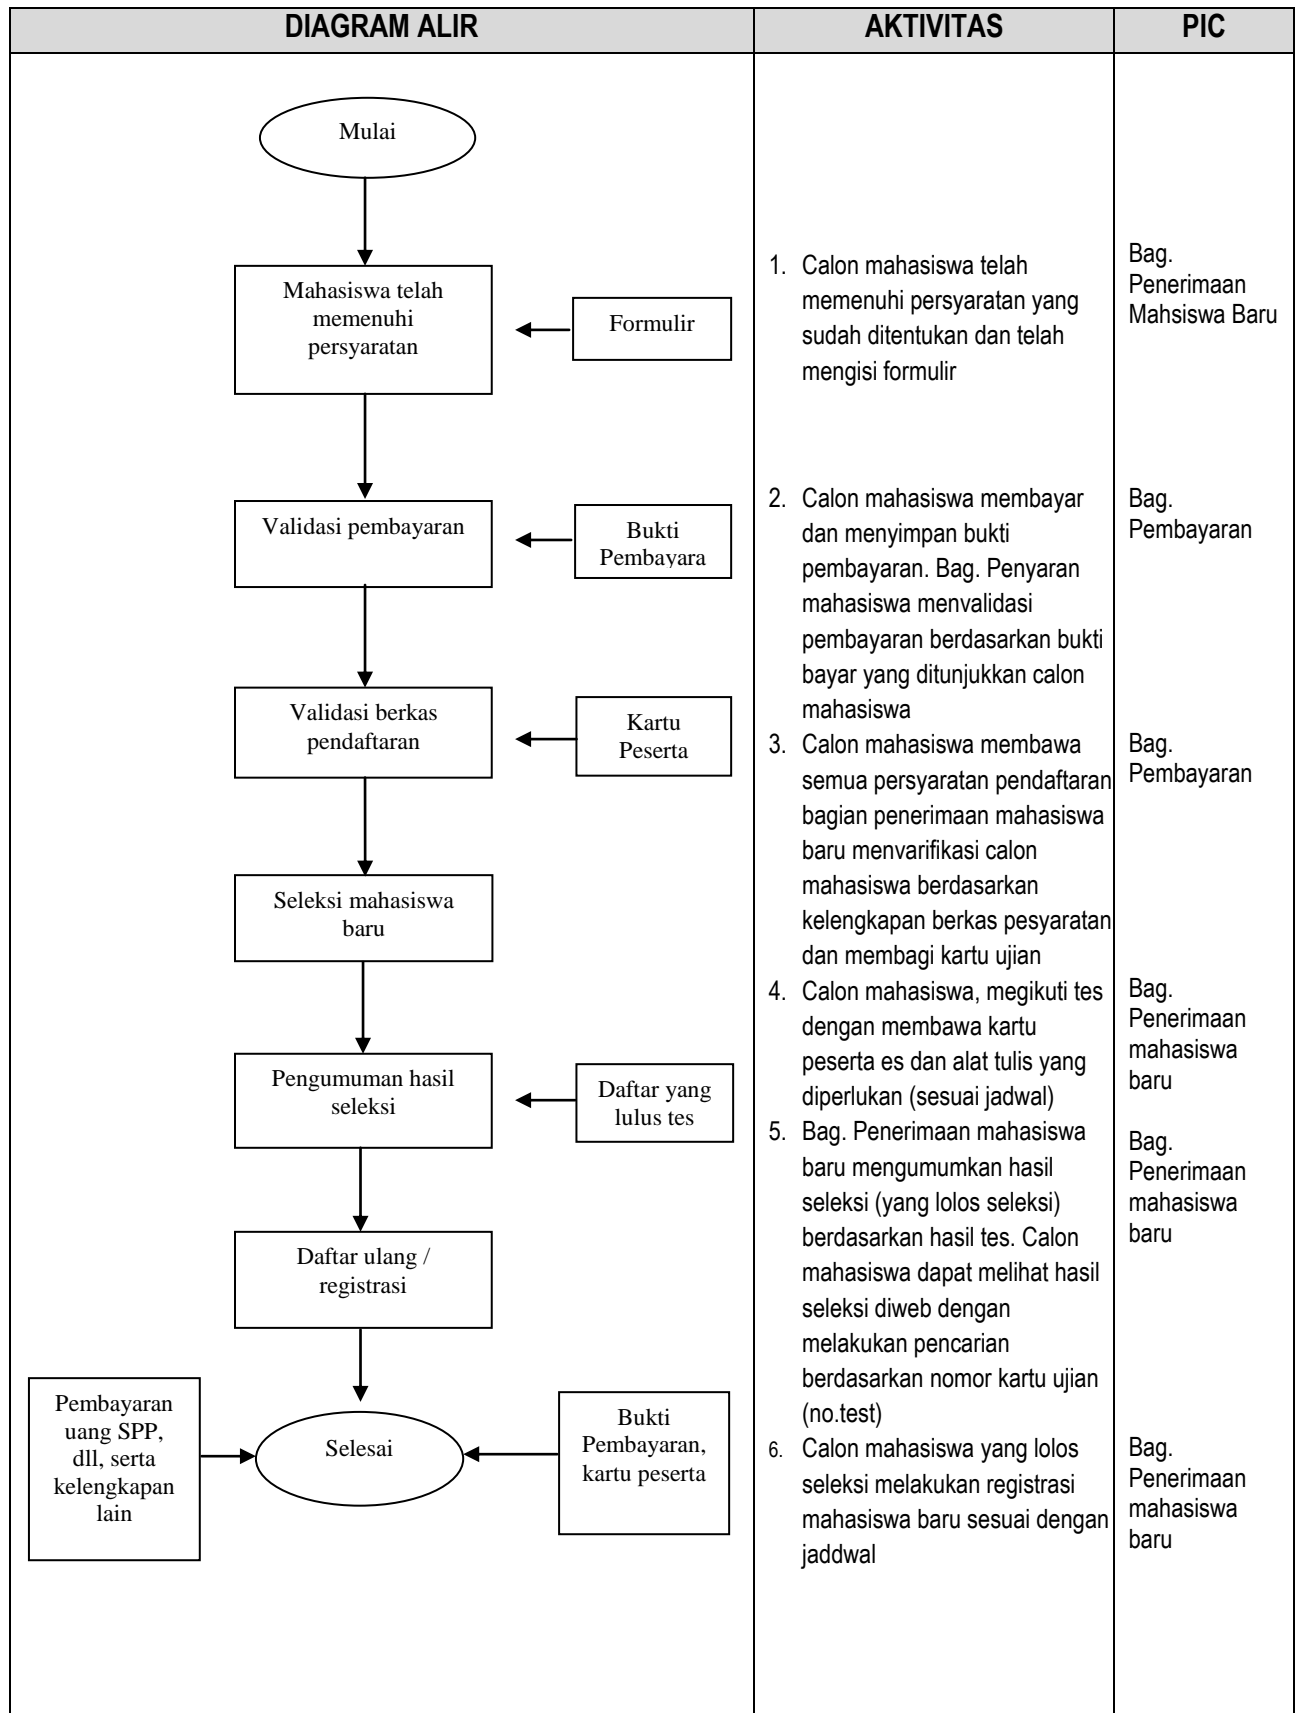 DIAGRAM ALIR
AKTIVITAS
PIC
Mulai
Mahasiswa telah
memenuhi
persyaratan
Formulir
Validasi pembayaran
Bukti
Pembayara
Validasi berkas
pendaftaran
Kartu
Peserta
Seleksi mahasiswa
baru
Pengumuman hasil
seleksi
Daftar yang
lulus tes
Daftar ulang /
registrasi
Pembayaran
uang SPP,
dll, serta
kelengkapan
lain
Selesai
Bukti
Pembayaran,
kartu peserta
1. Calon mahasiswa telah
memenuhi persyaratan yang
sudah ditentukan dan telah
mengisi formulir
2. Calon mahasiswa membayar
dan menyimpan bukti
pembayaran. Bag. Penyaran
mahasiswa menvalidasi
pembayaran berdasarkan bukti
bayar yang ditunjukkan calon
mahasiswa
3. Calon mahasiswa membawa
semua persyaratan pendaftaran
bagian penerimaan mahasiswa
baru menvarifikasi calon
mahasiswa berdasarkan
kelengkapan berkas pesyaratan
dan membagi kartu ujian
4. Calon mahasiswa, megikuti tes
dengan membawa kartu
peserta es dan alat tulis yang
diperlukan (sesuai jadwal)
5. Bag. Penerimaan mahasiswa
baru mengumumkan hasil
seleksi (yang lolos seleksi)
berdasarkan hasil tes. Calon
mahasiswa dapat melihat hasil
seleksi diweb dengan
melakukan pencarian
berdasarkan nomor kartu ujian
(no.test)
6. Calon mahasiswa yang lolos
seleksi melakukan registrasi
mahasiswa baru sesuai dengan
jaddwal
Bag.
Penerimaan
Mahsiswa Baru
Bag.
Pembayaran
Bag.
Pembayaran
Bag.
Penerimaan
mahasiswa
baru
Bag.
Penerimaan
mahasiswa
baru
Bag.
Penerimaan
mahasiswa
baru